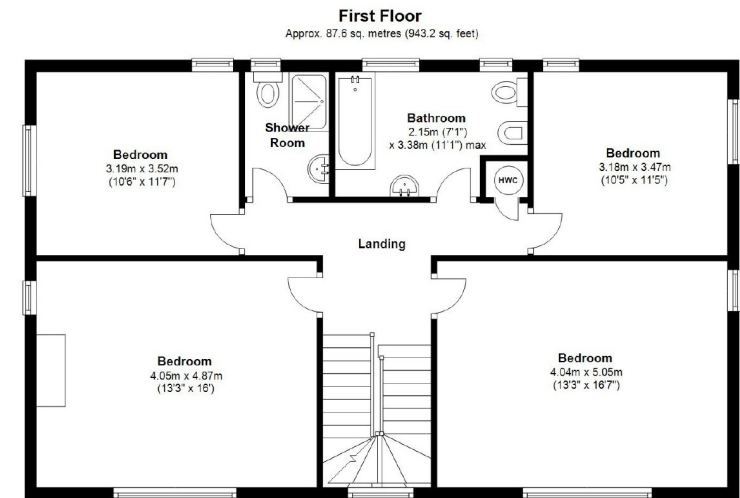 First Floor
Approx. 87.6 sq. metres (943.2 sq. feet)
Bedroom
3.19m x 3.52m
(10'6" x 11'7")
Shower
Room
Bathroom
2.15m (7'1")
x 3.38m (11'1") max
HWC
Bedroom
3.18m x 3.47m
(10'5" x 11'5")
Landing
Bedroom
4.05m x 4.87m
(13'3" x 16')
Bedroom
4.04m x 5.05m
(13'3" x 16'7")